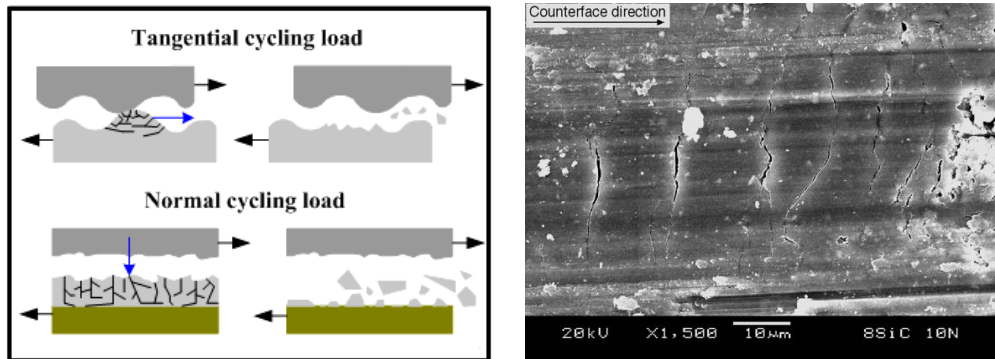 Tangential cycling load
Normal cycling load
Counterface direction
20kV X1,500 10µm 8SiC 10N